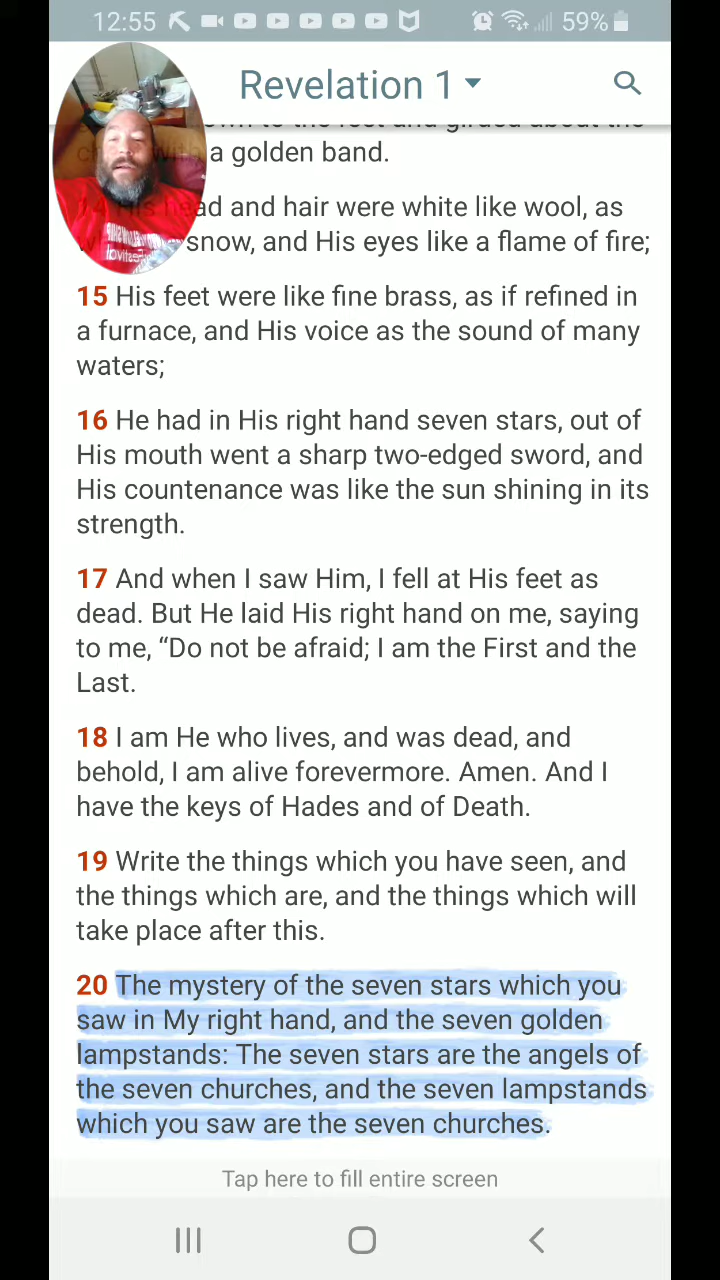 12:55 59%
Revelation 1
a golden band.
and hair were white like wool, as
snow, and His eyes like a flame of fire;
15 His feet were like fine brass, as if refined in
a furnace, and His voice as the sound of many
waters;
16 He had in His right hand seven stars, out of
His mouth went a sharp two-edged sword, and
His countenance was like the sun shining in its
strength.
17 And when I saw Him, I fell at His feet as
dead. But He laid His right hand on me, saying
to me, “Do not be afraid; I am the First and the
Last.
18 I am He who lives, and was dead, and
behold, I am alive forevermore. Amen. And I
have the keys of Hades and of Death.
19 Write the things which you have seen, and
the things which are, and the things which will
take place after this.
20 The mystery of the seven stars which you
saw in My right hand, and the seven golden
lampstands: The seven stars are the angels of
the seven churches, and the seven lampstands
which you saw are the seven churches.
Tap here to fill entire screen